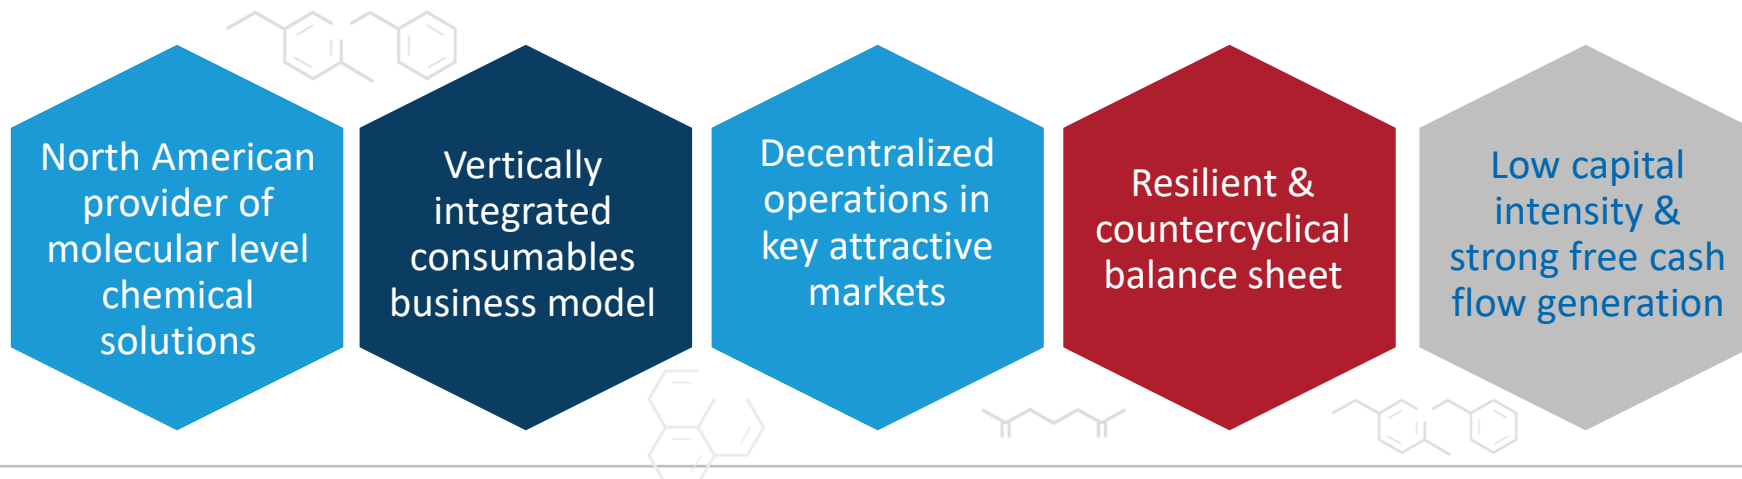 North American
provider of
molecular level
chemical
solutions
Vertically
integrated
consumables
business model
Decentralized
operations in
key attractive
markets
Resilient &
countercyclical
balance sheet
Low capital
intensity &
strong free cash
flow generation